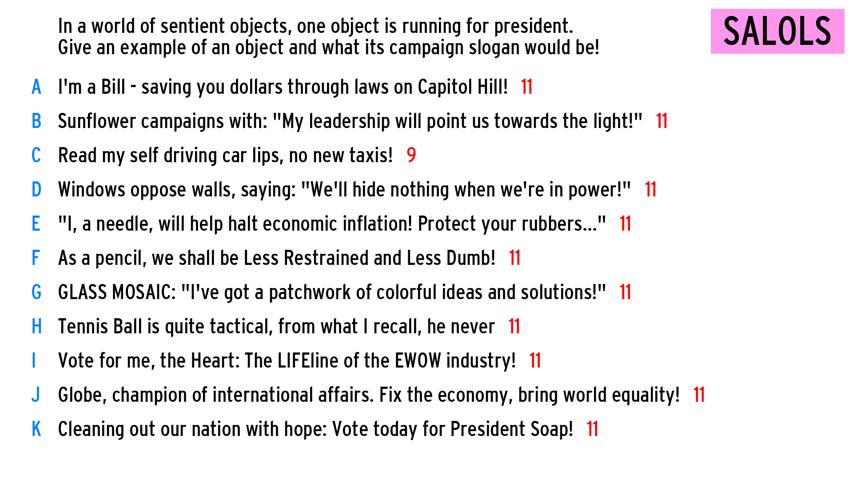 In a world of sentient objects, one object is running for president.
Give an example of an object and what its campaign slogan would be!
SALOLS
A I'm a Bill - saving you dollars through laws on Capitol Hill! 11
B Sunflower campaigns with: "My leadership will point us towards the light!" 11
C Read my self driving car lips, no new taxis! 9
D Windows oppose walls, saying: "We'll hide nothing when we're in power!" 11
E "I, a needle, will help halt economic inflation! Protect your rubbers..." 11
F As a pencil, we shall be Less Restrained and Less Dumb! 11
G GLASS MOSAIC: "I've got a patchwork of colorful ideas and solutions!" 11
H Tennis Ball is quite tactical, from what I recall, he never 11
I Vote for me, the Heart: The LIFEline of the EWOW industry! 11
J Globe, champion of international affairs. Fix the economy, bring world equality! 11
K Cleaning out our nation with hope: Vote today for President Soap! 11